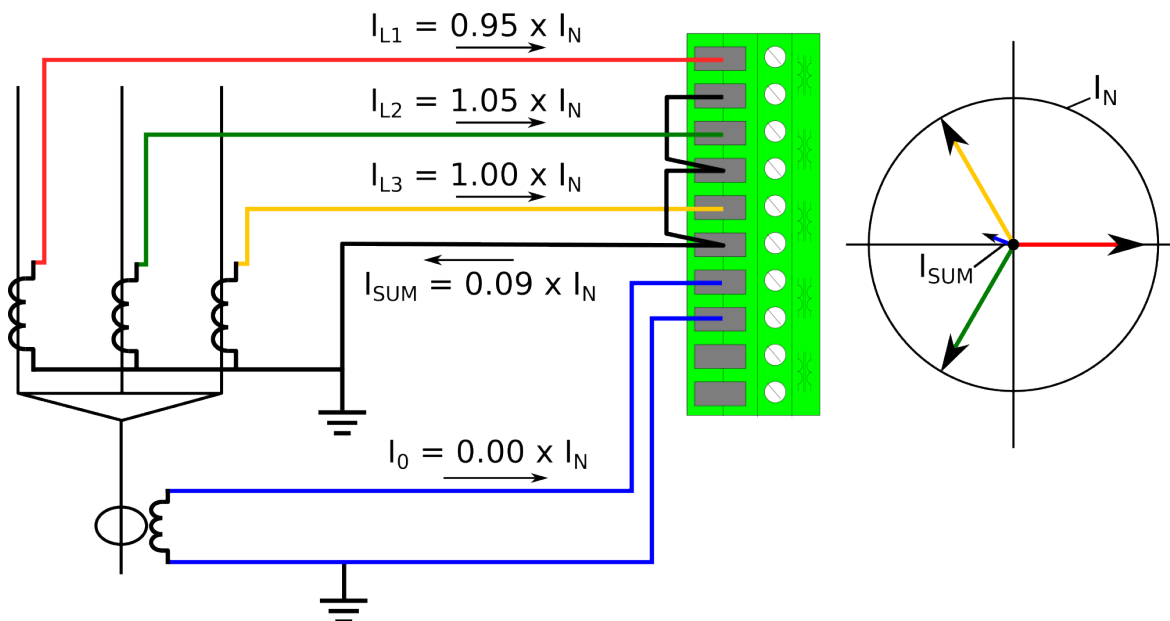 I_L1 = 0.95 x I_N
I_L2 = 1.05 x I_N
I_L3 = 1.00 x I_N
I_SUM = 0.09 x I_N
I_0 = 0.00 x I_N
I_N
I_SUM